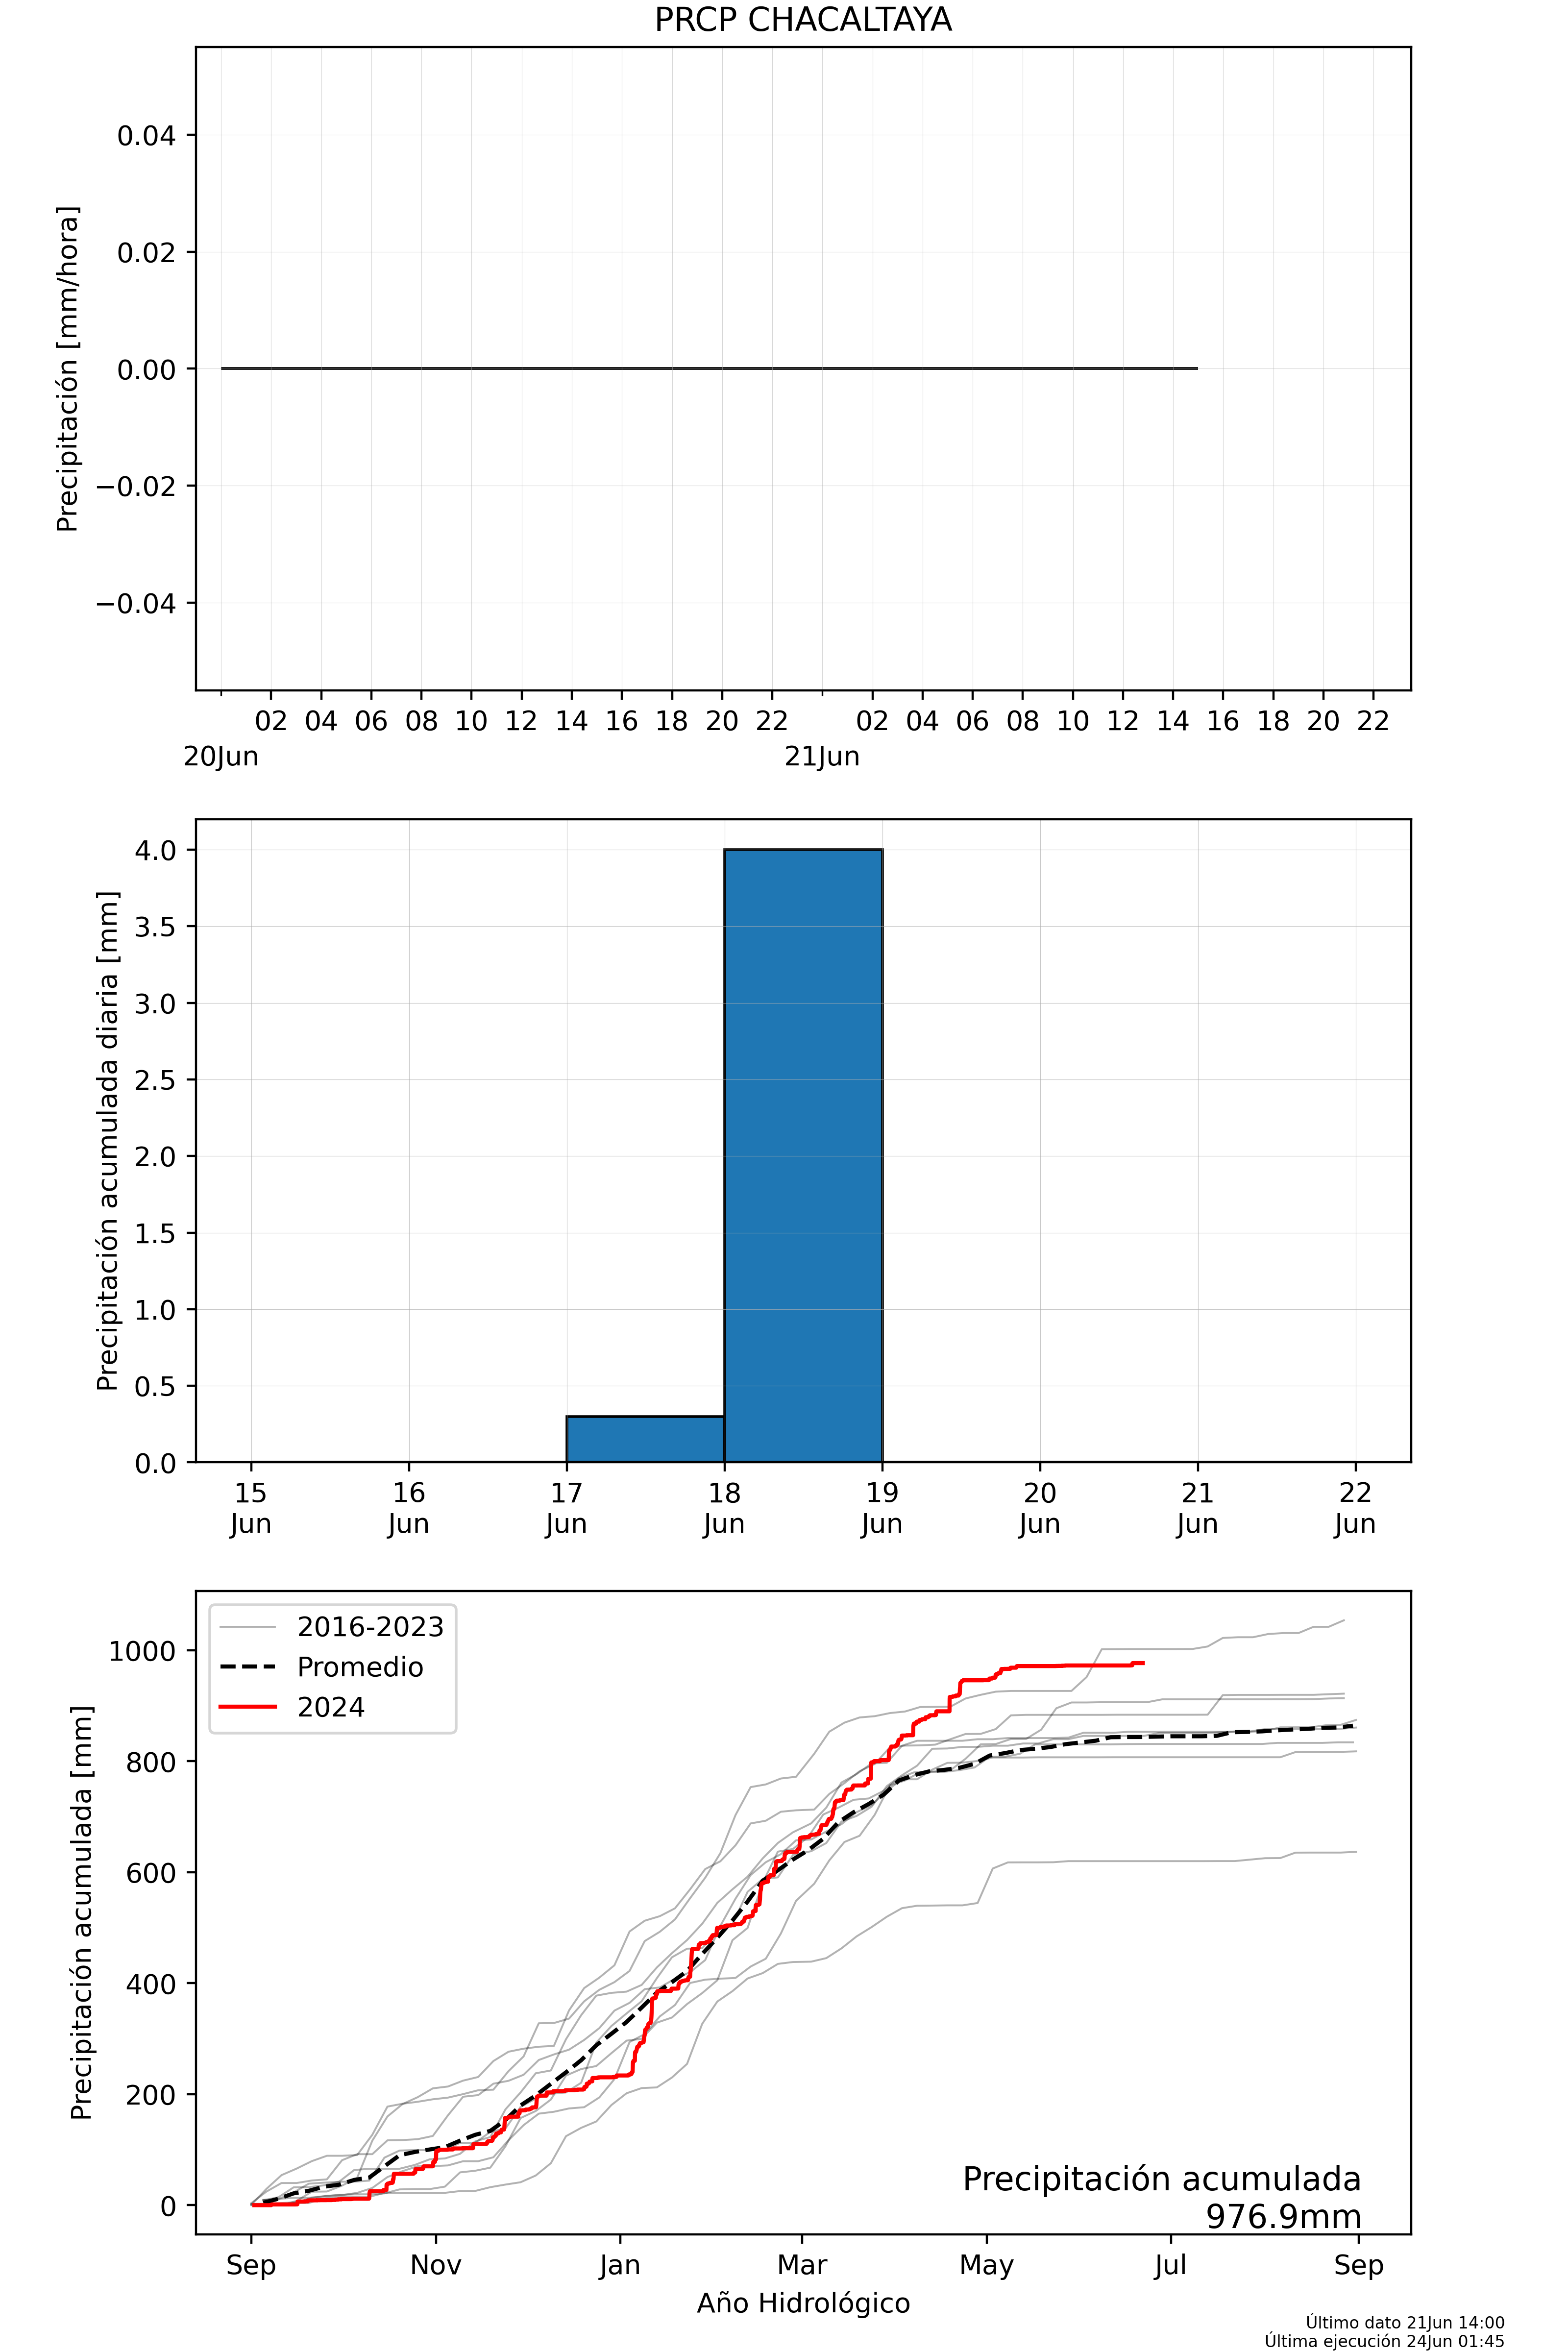 PRCP CHACALTAYA
Precipitación [mm/hora]
0.04
0.02
0.00
−0.02
−0.04
02 04 06 08 10 12 14 16 18 20 22 02 04 06 08 10 12 14 16 18 20 22
20Jun 21Jun
Precipitación acumulada diaria [mm]
4.0
3.5
3.0
2.5
2.0
1.5
1.0
0.5
0.0
15 16 17 18 19 20 21 22
Jun Jun Jun Jun Jun Jun Jun Jun
Precipitación acumulada [mm]
1000
800
600
400
200
0
2016-2023
Promedio
2024
Precipitación acumulada
976.9mm
Sep Nov Jan Mar May Jul Sep
Año Hidrológico
Último dato 21Jun 14:00
Última ejecución 24Jun 01:45